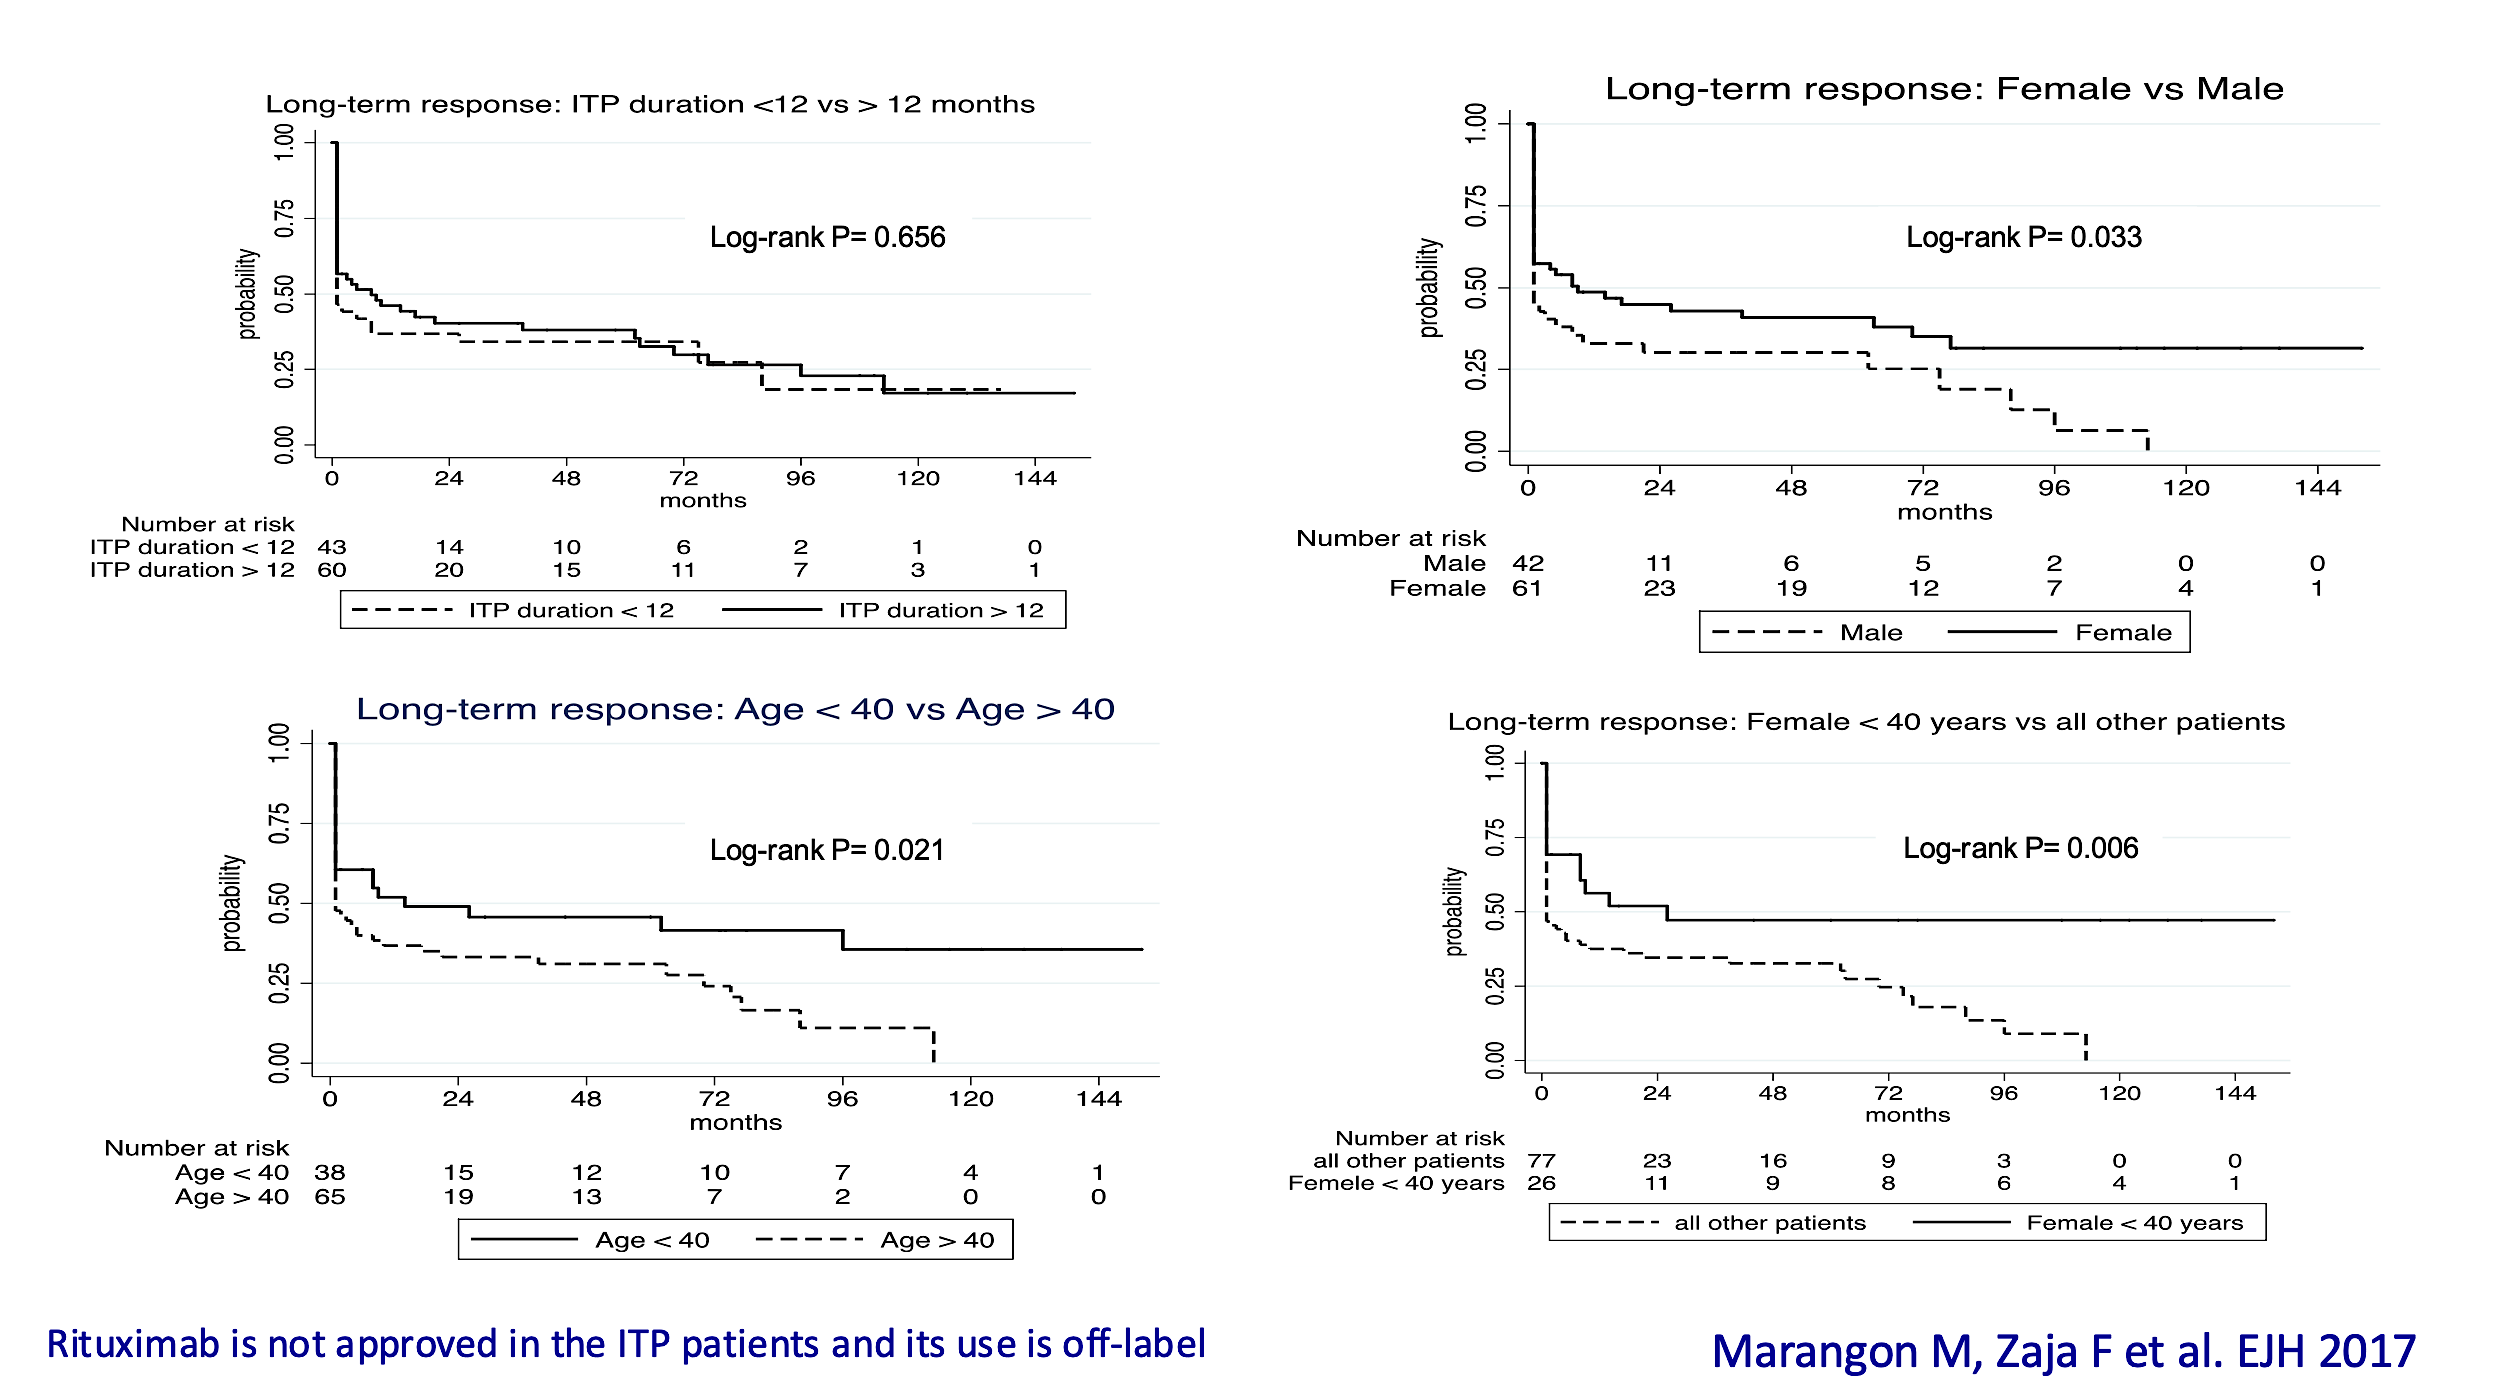 Long-term response: ITP duration <12 vs > 12 months
1.00
0.75
0.50
0.25
0.00
probability
Log-rank P= 0.656
0 24 48 72 96 120 144
months
Number at risk
ITP duration < 12 43 14 10 6 2 1 0
ITP duration > 12 60 20 15 11 7 3 1
ITP duration < 12 ITP duration > 12
Long-term response: Female vs Male
1.00
0.75
0.50
0.25
0.00
probability
Log-rank P= 0.033
0 24 48 72 96 120 144
months
Number at risk
Male 42 11 6 5 2 0 0
Female 61 23 19 12 7 4 1
Male Female
Long-term response: Age < 40 vs Age > 40
1.00
0.75
0.50
0.25
0.00
probability
Log-rank P= 0.021
0 24 48 72 96 120 144
months
Number at risk
Age < 40 38 15 12 10 7 4 1
Age > 40 65 19 13 7 2 0 0
Age < 40 Age > 40
Long-term response: Female < 40 years vs all other patients
1.00
0.75
0.50
0.25
0.00
probability
Log-rank P= 0.006
0 24 48 72 96 120 144
months
Number at risk
all other patients 77 23 16 9 3 0 0
Femele < 40 years 26 11 9 8 6 4 1
all other patients Female < 40 years
Rituximab is not approved in the ITP patients and its use is off-label
Marangon M, Zaja F et al. EJH 2017